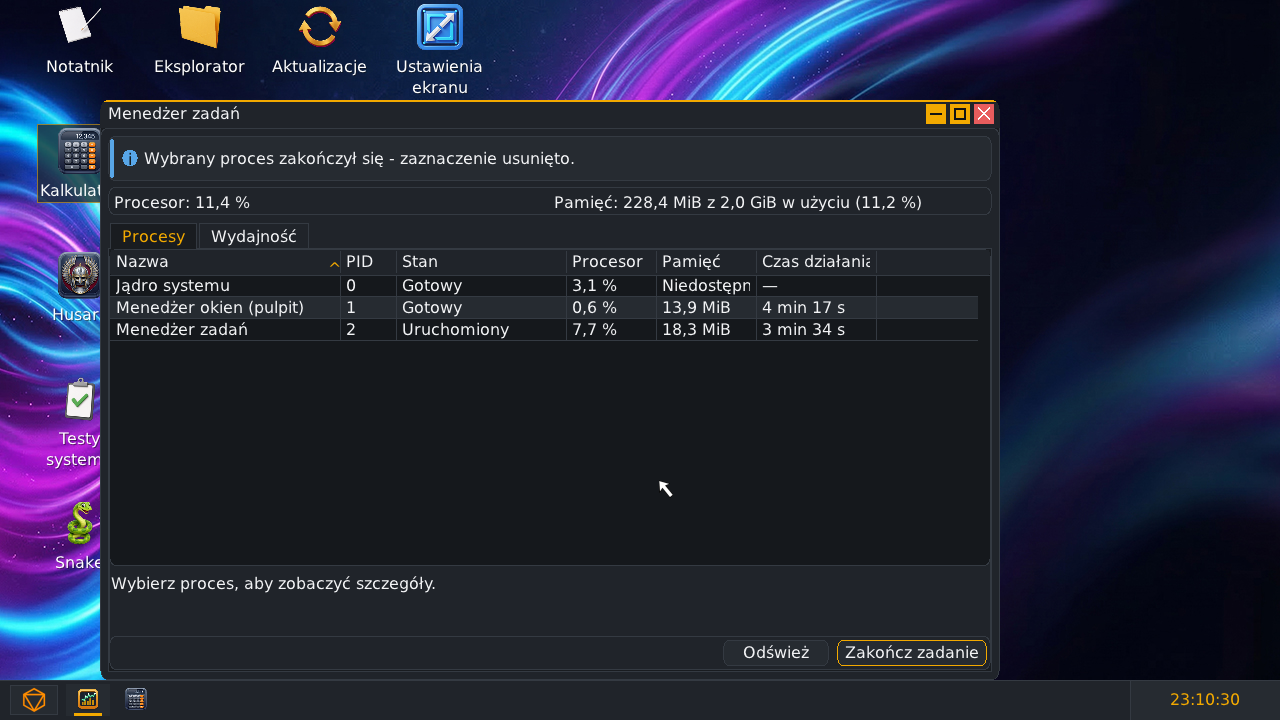 Notatnik
Eksplorator
Aktualizacje
Ustawienia
ekranu
Menedżer zadań
12,345
Kalkulat
Husar
Testy
system
Snake
Wybrany proces zakończył się - zaznaczenie usunięto.
Procesor: 11,4 %
Pamięć: 228,4 MiB z 2,0 GiB w użyciu (11,2 %)
Procesy Wydajność
Nazwa PID Stan Procesor Pamięć Czas działania
Jądro systemu 0 Gotowy 3,1 % Niedostępn —
Menedżer okien (pulpit) 1 Gotowy 0,6 % 13,9 MiB 4 min 17 s
Menedżer zadań 2 Uruchomiony 7,7 % 18,3 MiB 3 min 34 s
Wybierz proces, aby zobaczyć szczegóły.
Odśwież Zakończ zadanie
23:10:30